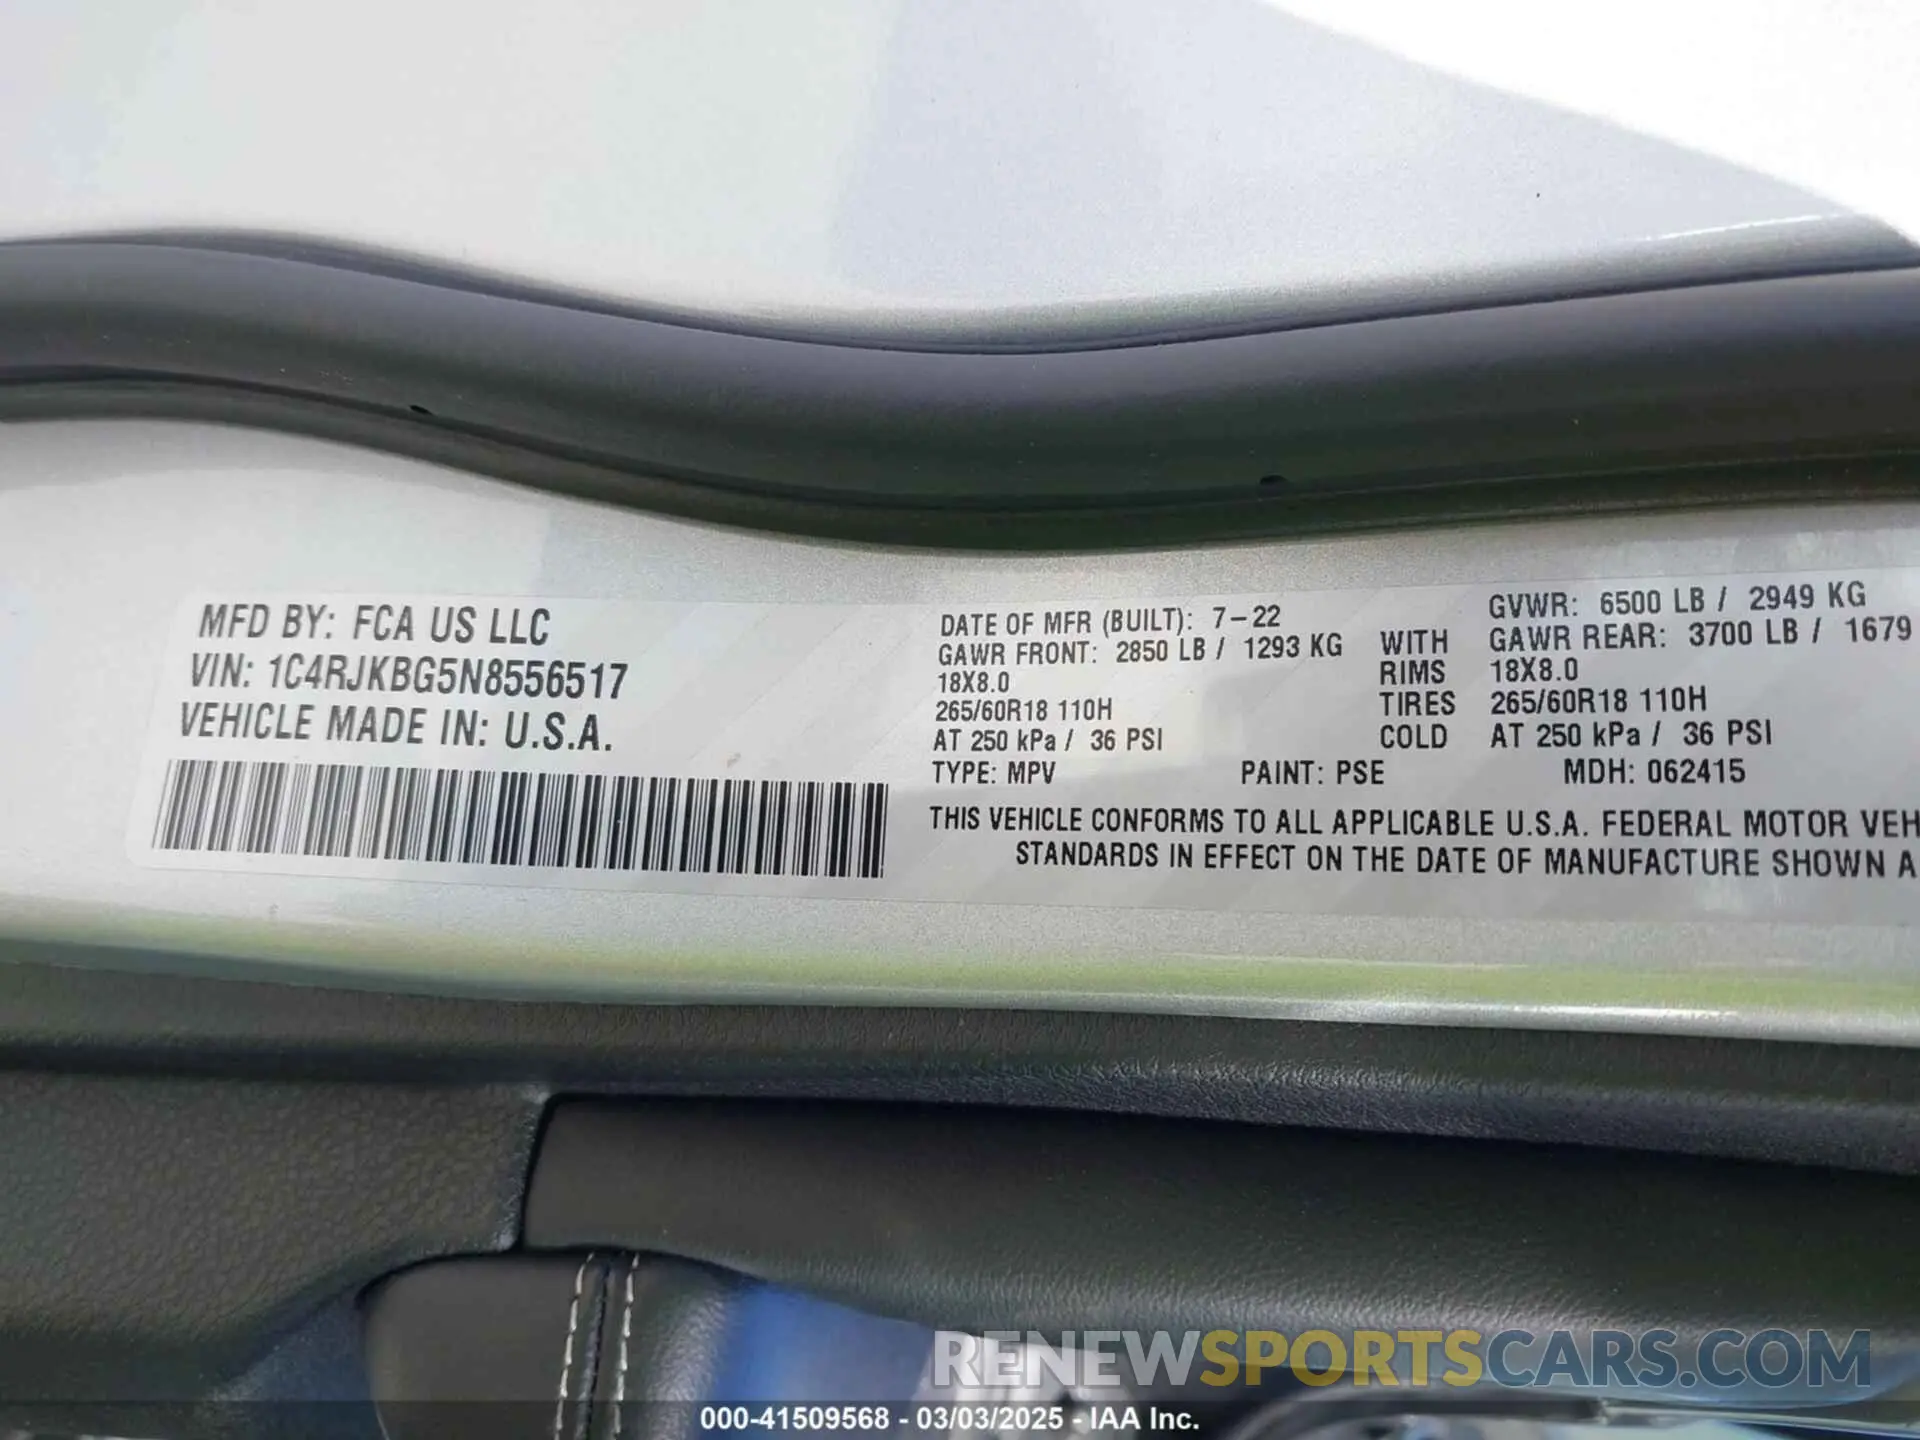 MFD BY: FCA US LLC
VIN: 1C4RJKBG5N8556517
VEHICLE MADE IN: U.S.A.
DATE OF MFR (BUILT): 7-22
GVWR: 6500 LB / 2949 KG
GAWR FRONT: 2850 LB / 1293 KG WITH GAWR REAR: 3700 LB / 1679
18X8.0 RIMS 18X8.0
265/60R18 110H TIRES 265/60R18 110H
AT 250 kPa / 36 PSI COLD AT 250 kPa / 36 PSI
TYPE: MPV PAINT: PSE MDH: 062415
THIS VEHICLE CONFORMS TO ALL APPLICABLE U.S.A. FEDERAL MOTOR VEH
STANDARDS IN EFFECT ON THE DATE OF MANUFACTURE SHOWN A
RENEWSPORTSCARS.COM
000-41509568 - 03/03/2025 - IAA Inc.